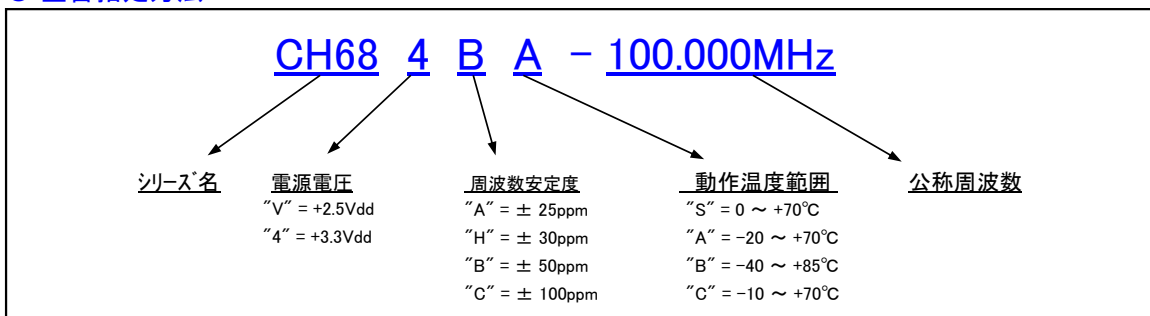 CH68 4 B A - 100.000MHz
シリーズ名 電源電圧 周波数安定度 動作温度範囲 公称周波数
"V" = +2.5Vdd "A" = ± 25ppm "S" = 0 ～ +70℃
"4" = +3.3Vdd "H" = ± 30ppm "A" = -20 ～ +70℃
"B" = ± 50ppm "B" = -40 ～ +85℃
"C" = ± 100ppm "C" = -10 ～ +70℃